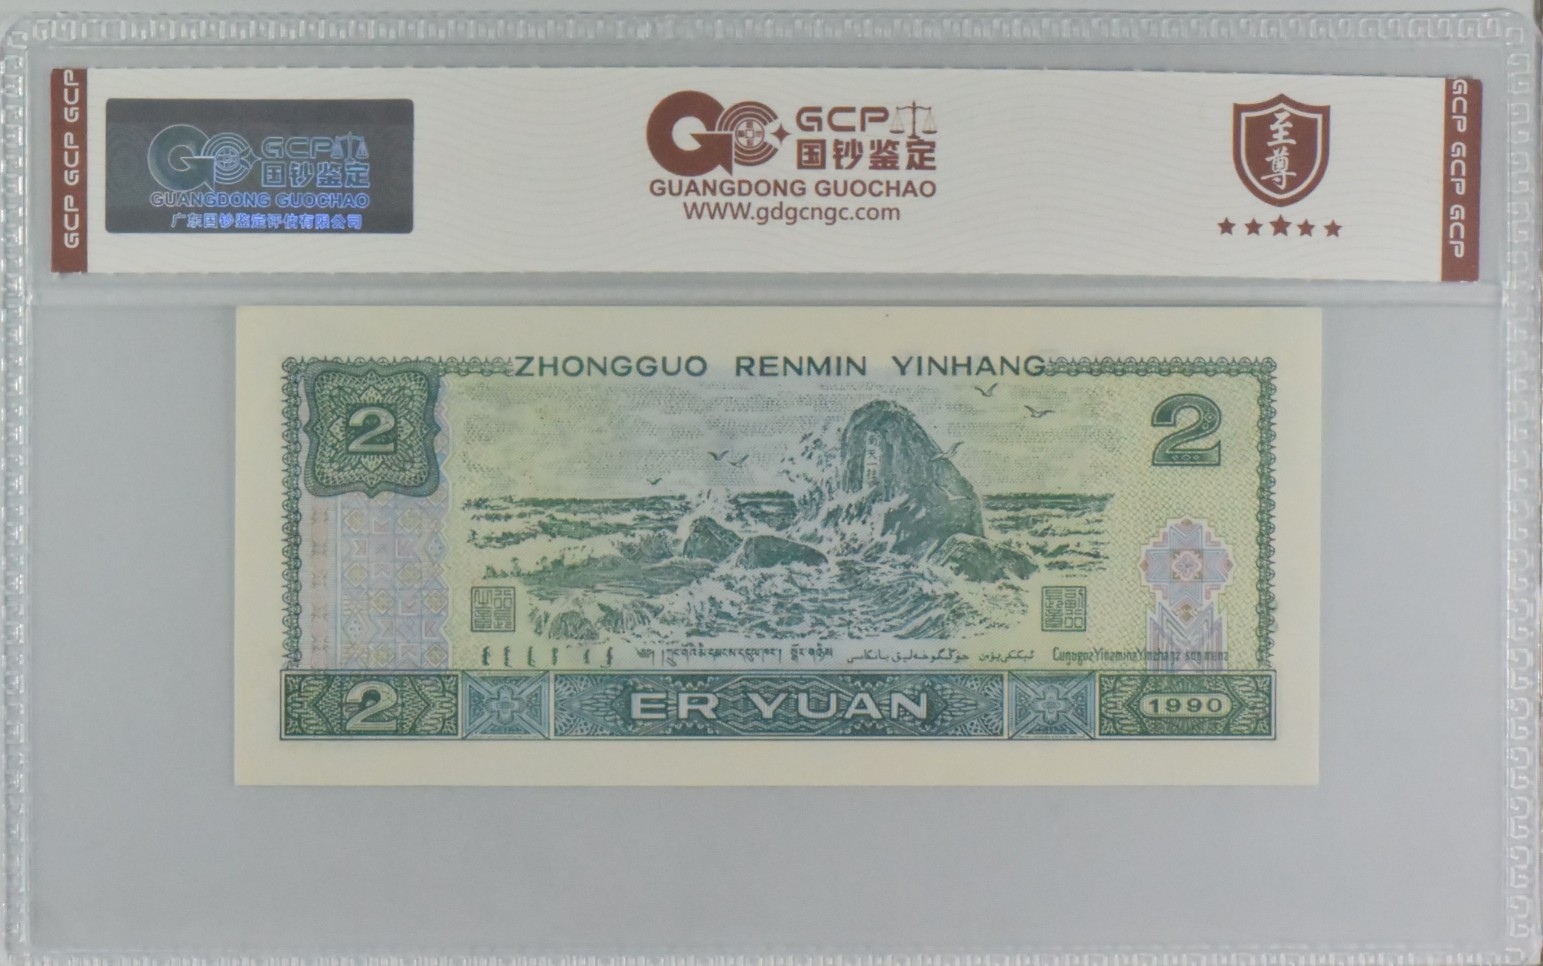 GCP GCP GCP
GCP 国钞鉴定
GUANGDONG GUOCHAO
广东国钞鉴定评估有限公司
GCP
国钞鉴定
GUANGDONG GUOCHAO
WWW.gdgcngc.com
至尊
GCP GCP GCP
ZHONGGUO RENMIN YINHANG
2
2
2
ER YUAN
1990